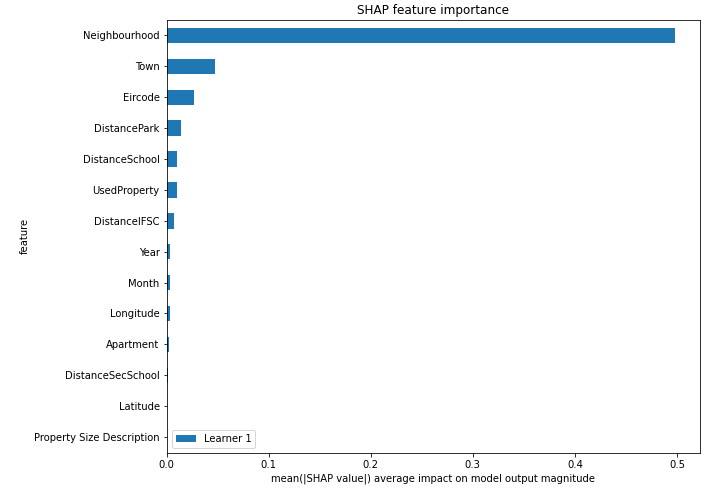 SHAP feature importance
Neighbourhood
Town
Eircode
DistancePark
DistanceSchool
UsedProperty
DistanceIFSC
Year
Month
Longitude
Apartment
DistanceSecSchool
Latitude
Property Size Description
feature
Learner 1
0.0 0.1 0.2 0.3 0.4 0.5
mean(|SHAP value|) average impact on model output magnitude